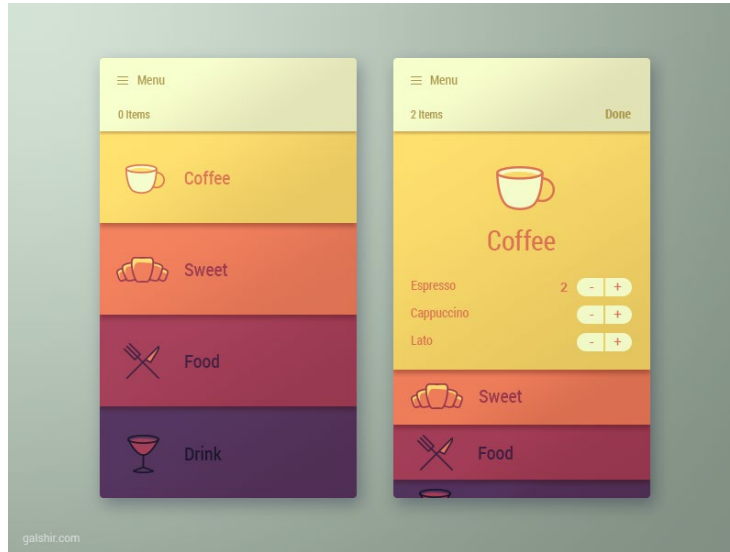 Menu
0 Items
Coffee
Sweet
Food
Drink
Menu
2 Items Done
Coffee
Espresso 2 - +
Cappuccino - +
Lato - +
Sweet
Food
galshir.com